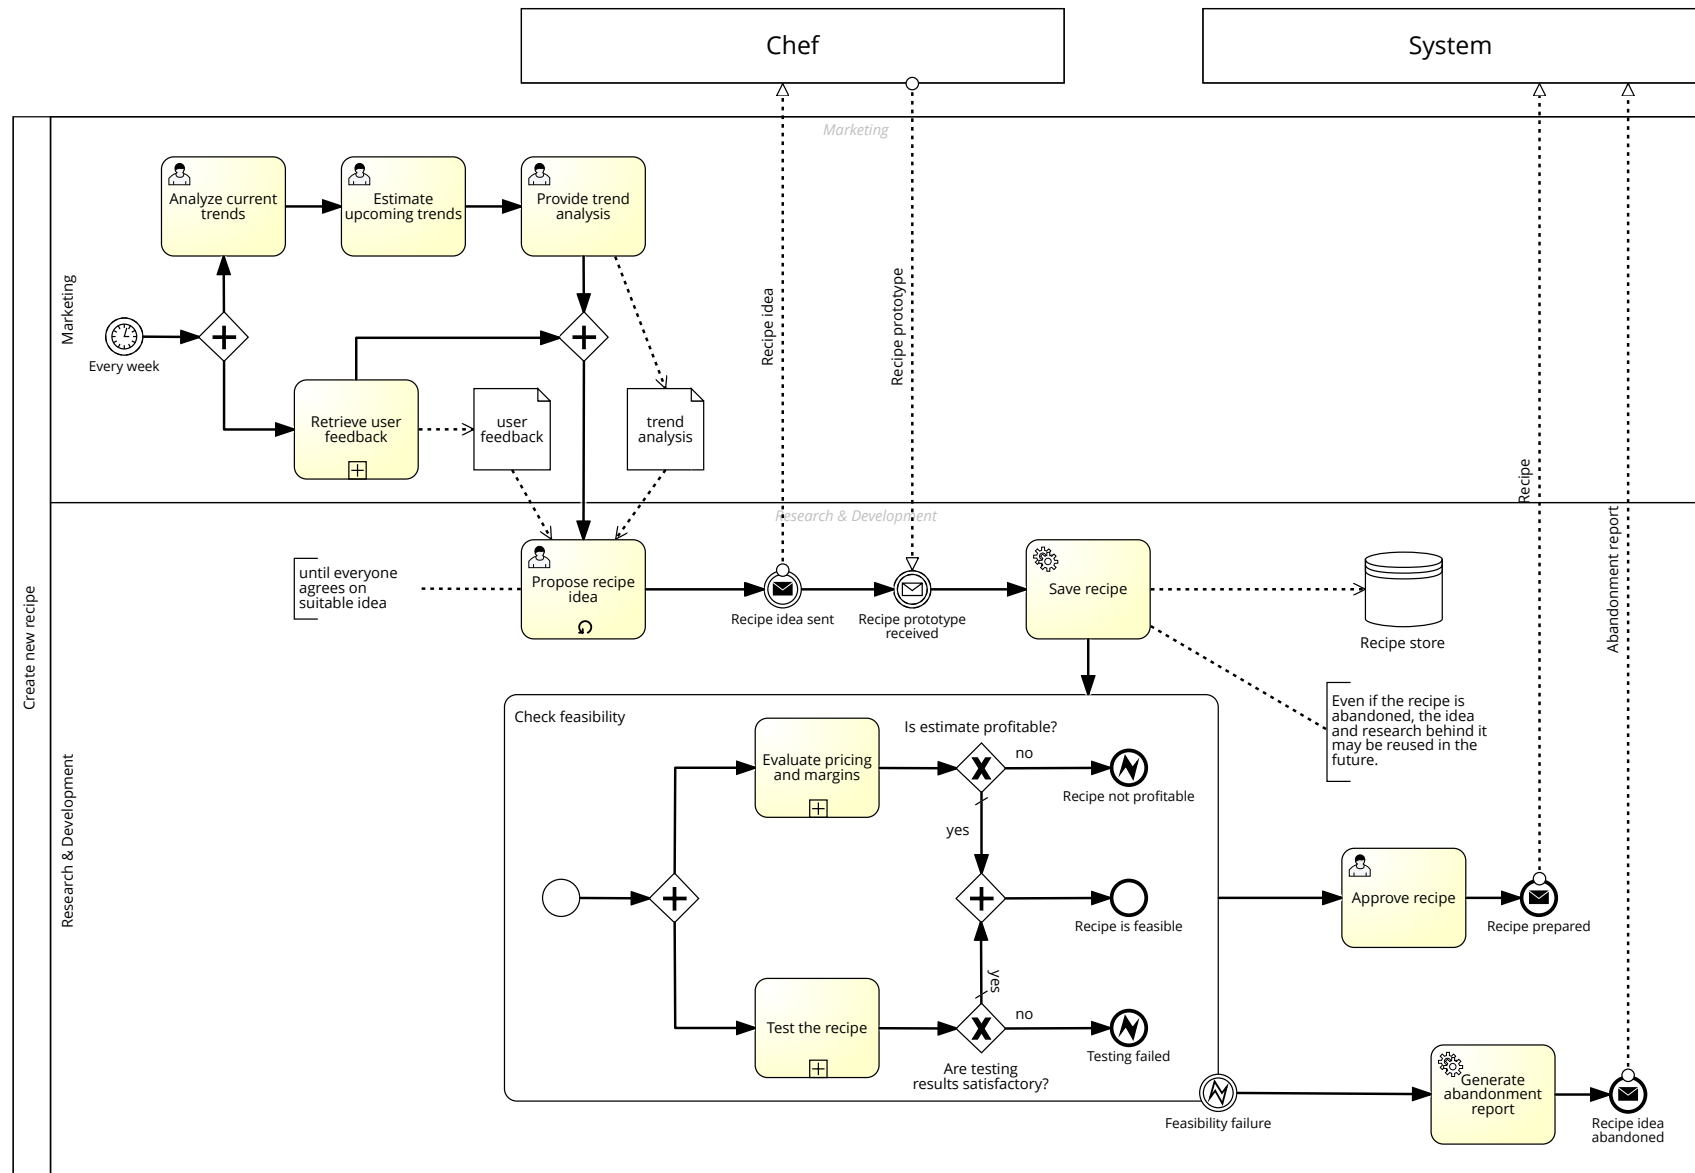 Chef
System
Marketing
Analyze current
trends
Estimate
upcoming trends
Provide trend
analysis
Marketing
Every week
Retrieve user
feedback
user
feedback
trend
analysis
Recipe idea
Recipe prototype
Recipe
Abandonment report
Create new recipe
Research & Development
Research & Development
until everyone
agrees on
suitable idea
Propose recipe
idea
Recipe idea sent
Recipe prototype
received
Save recipe
Recipe store
Even if the recipe is
abandoned, the idea
and research behind it
may be reused in the
future.
Check feasibility
Evaluate pricing
and margins
Is estimate profitable?
no
Recipe not profitable
yes
Recipe is feasible
yes
Test the recipe
no
Testing failed
Are testing
results satisfactory?
Approve recipe
Recipe prepared
Feasibility failure
Generate
abandonment
report
Recipe idea
abandoned